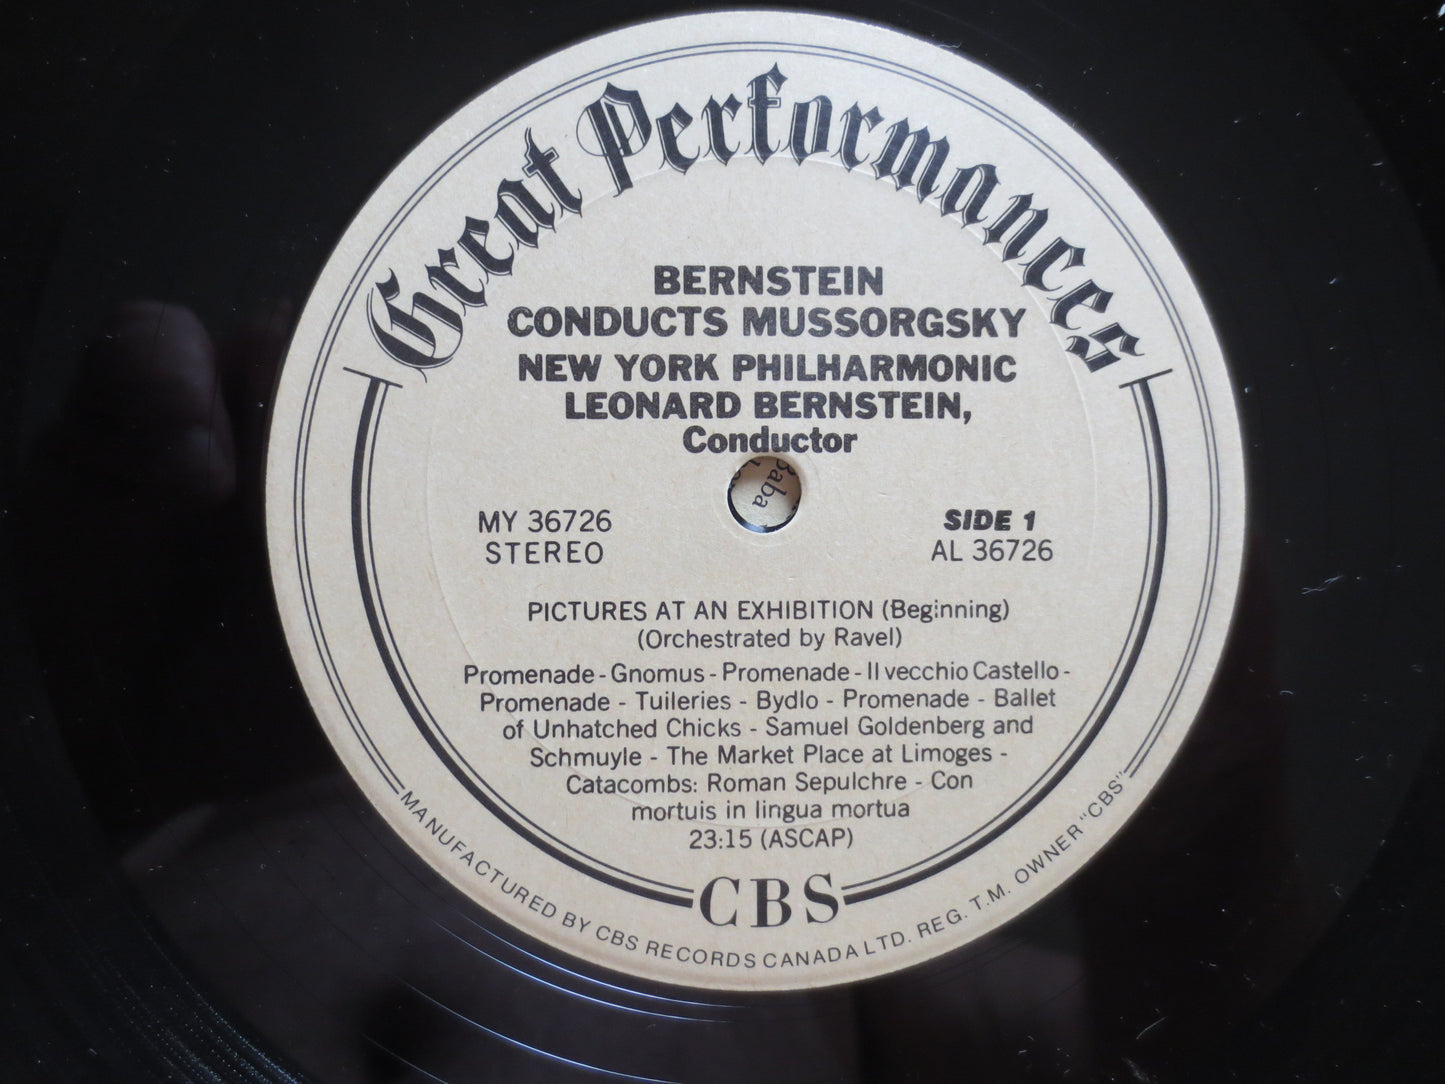 Great Performances
BERNSTEIN
CONDUCTS MUSSORGSKY
NEW YORK PHILHARMONIC
LEONARD BERNSTEIN,
Conductor
Baba
MY 36726
STEREO
SIDE 1
AL 36726
PICTURES AT AN EXHIBITION (Beginning)
(Orchestrated by Ravel)
Promenade - Gnomus - Promenade - Il vecchio Castello -
Promenade - Tuileries - Bydlo - Promenade - Ballet
of Unhatched Chicks - Samuel Goldenberg and
Schmuyle - The Market Place at Limoges -
Catacombs: Roman Sepulchre - Con
mortuis in lingua mortua
23:15 (ASCAP)
CBS
MANUFACTURED BY CBS RECORDS CANADA LTD. REG. T.M. OWNER "CBS"